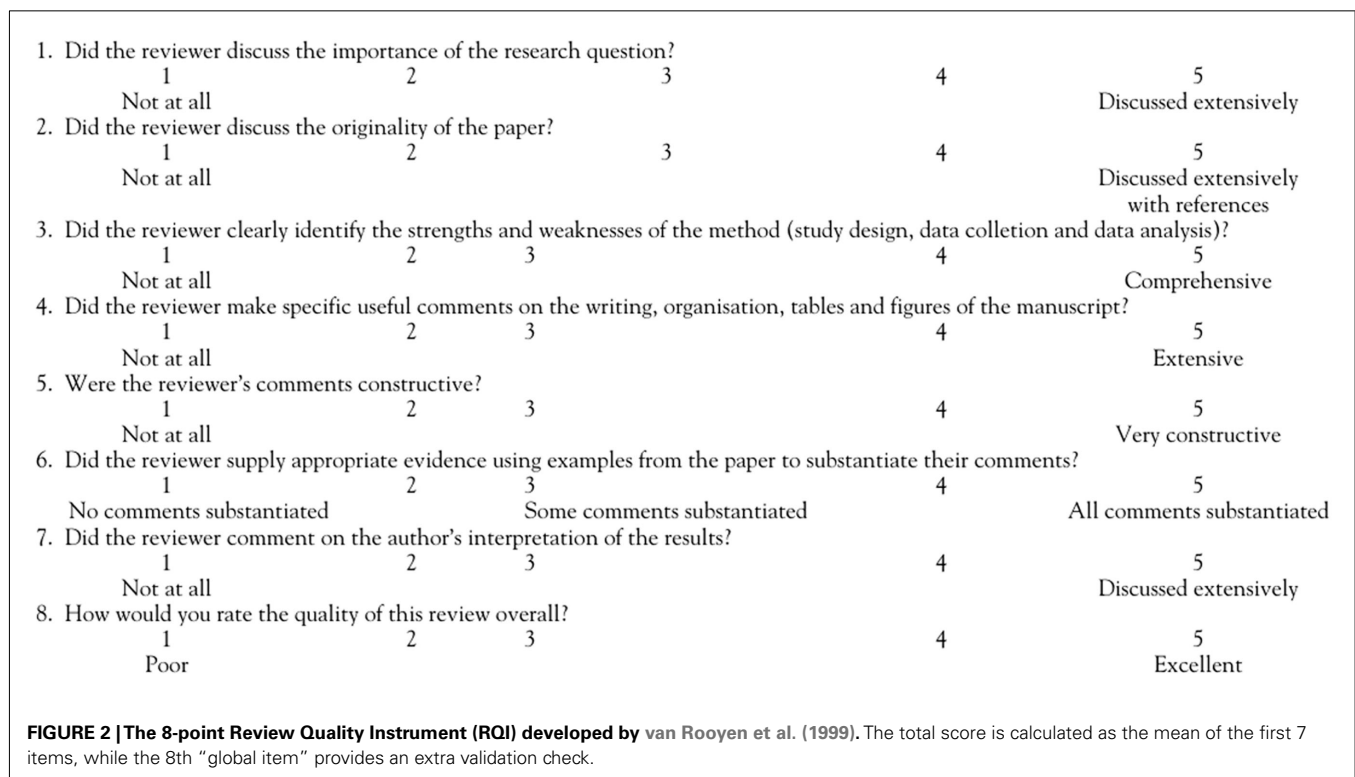 1. Did the reviewer discuss the importance of the research question?
1 2 3 4 5
Not at all Discussed extensively
2. Did the reviewer discuss the originality of the paper?
1 2 3 4 5
Not at all Discussed extensively
with references
3. Did the reviewer clearly identify the strengths and weaknesses of the method (study design, data colletion and data analysis)?
1 2 3 4 5
Not at all Comprehensive
4. Did the reviewer make specific useful comments on the writing, organisation, tables and figures of the manuscript?
1 2 3 4 5
Not at all Extensive
5. Were the reviewer's comments constructive?
1 2 3 4 5
Not at all Very constructive
6. Did the reviewer supply appropriate evidence using examples from the paper to substantiate their comments?
1 2 3 4 5
No comments substantiated Some comments substantiated All comments substantiated
7. Did the reviewer comment on the author's interpretation of the results?
1 2 3 4 5
Not at all Discussed extensively
8. How would you rate the quality of this review overall?
1 2 3 4 5
Poor Excellent
FIGURE 2 | The 8-point Review Quality Instrument (RQI) developed by van Rooyen et al. (1999). The total score is calculated as the mean of the first 7
items, while the 8th “global item” provides an extra validation check.